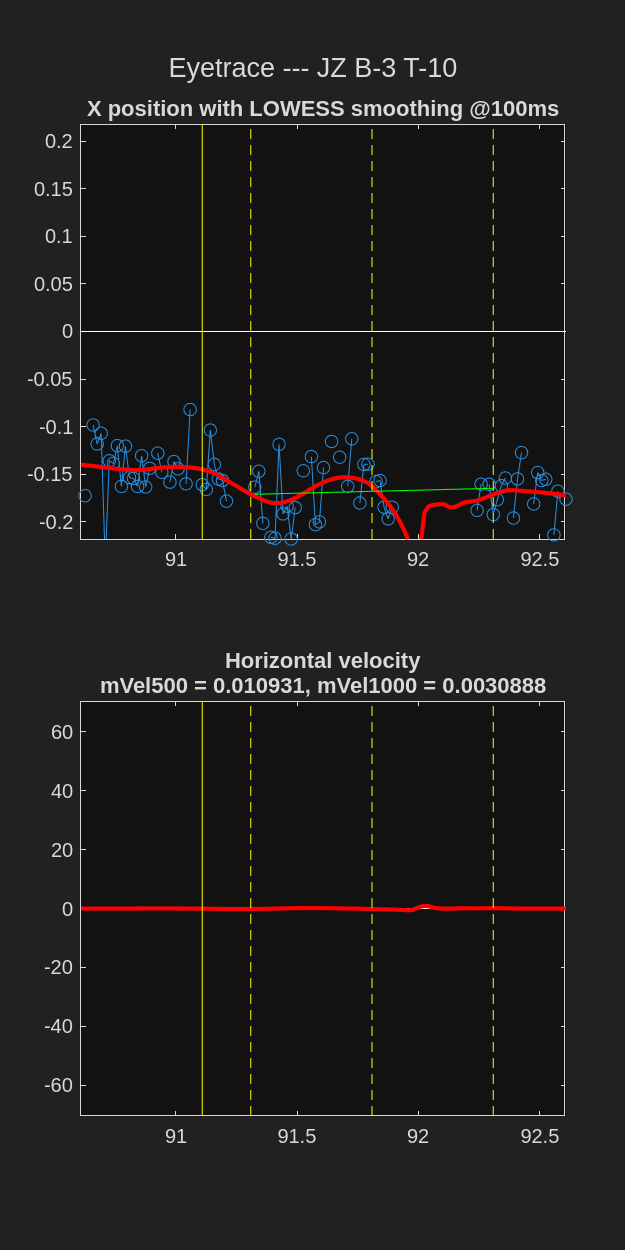 Eyetrace --- JZ B-3 T-10
X position with LOWESS smoothing @100ms
0.2
0.15
0.1
0.05
0
-0.05
-0.1
-0.15
-0.2
91 91.5 92 92.5
Horizontal velocity
mVel500 = 0.010931, mVel1000 = 0.0030888
60
40
20
0
-20
-40
-60
91 91.5 92 92.5